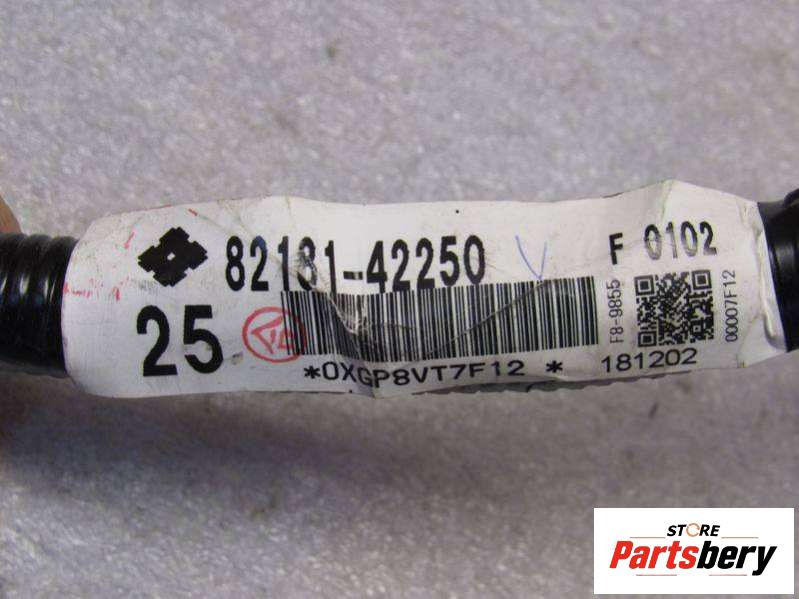 82181-42250
F 0102
25
F8-9855
00007F12
*0XGP8VT7F12 *
181202
STORE
Partsbery